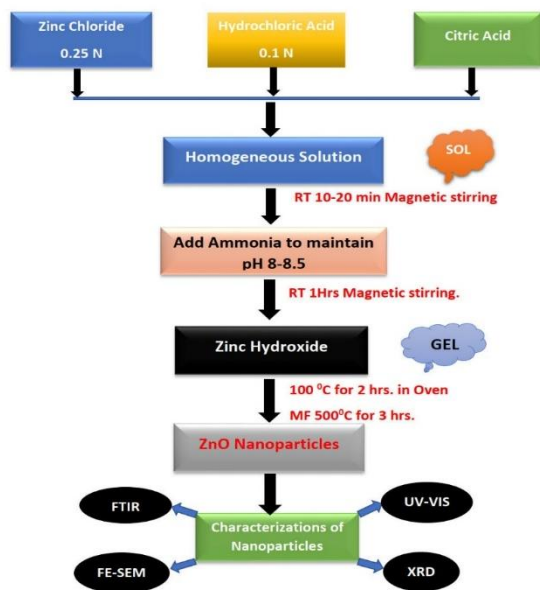 Zinc Chloride
0.25 N
Hydrochloric Acid
0.1 N
Citric Acid
Homogeneous Solution
SOL
RT 10-20 min Magnetic stirring
Add Ammonia to maintain
pH 8-8.5
RT 1Hrs Magnetic stirring.
Zinc Hydroxide
GEL
100 ⁰C for 2 hrs. in Oven
MF 500⁰C for 3 hrs.
ZnO Nanoparticles
FTIR
UV-VIS
Characterizations of
Nanoparticles
FE-SEM
XRD